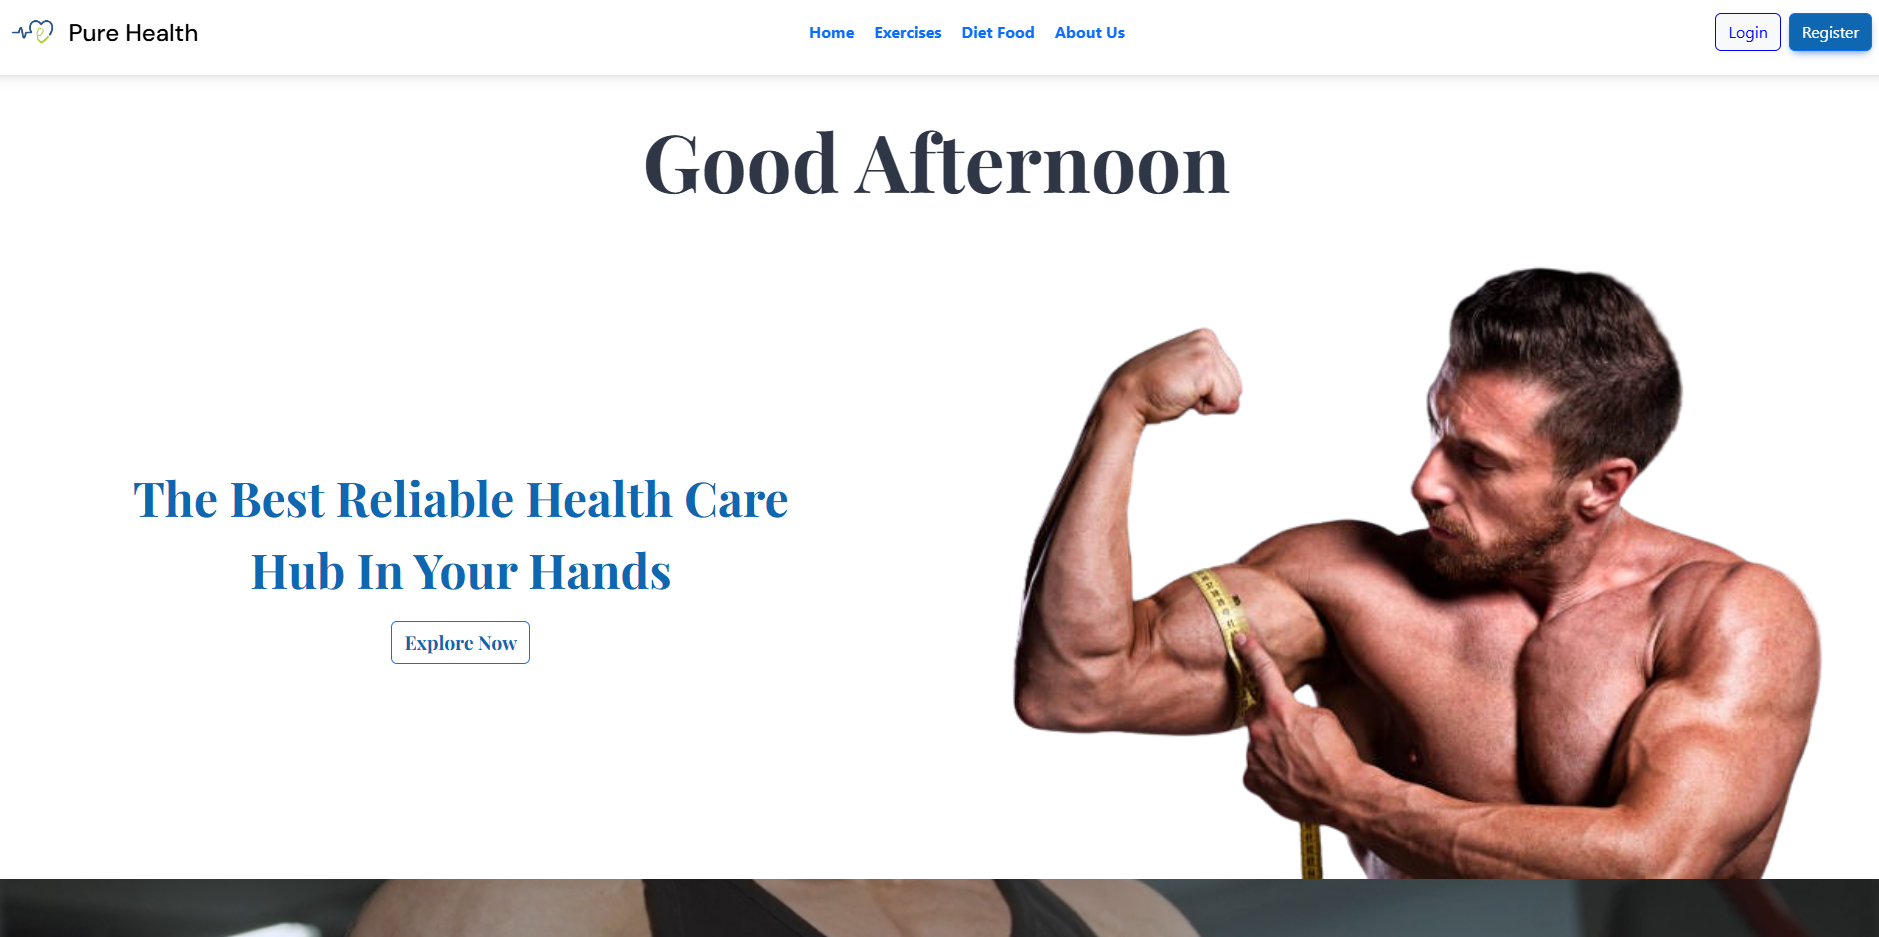 Pure Health
Home Exercises Diet Food About Us
Login Register
Good Afternoon
The Best Reliable Health Care
Hub In Your Hands
Explore Now